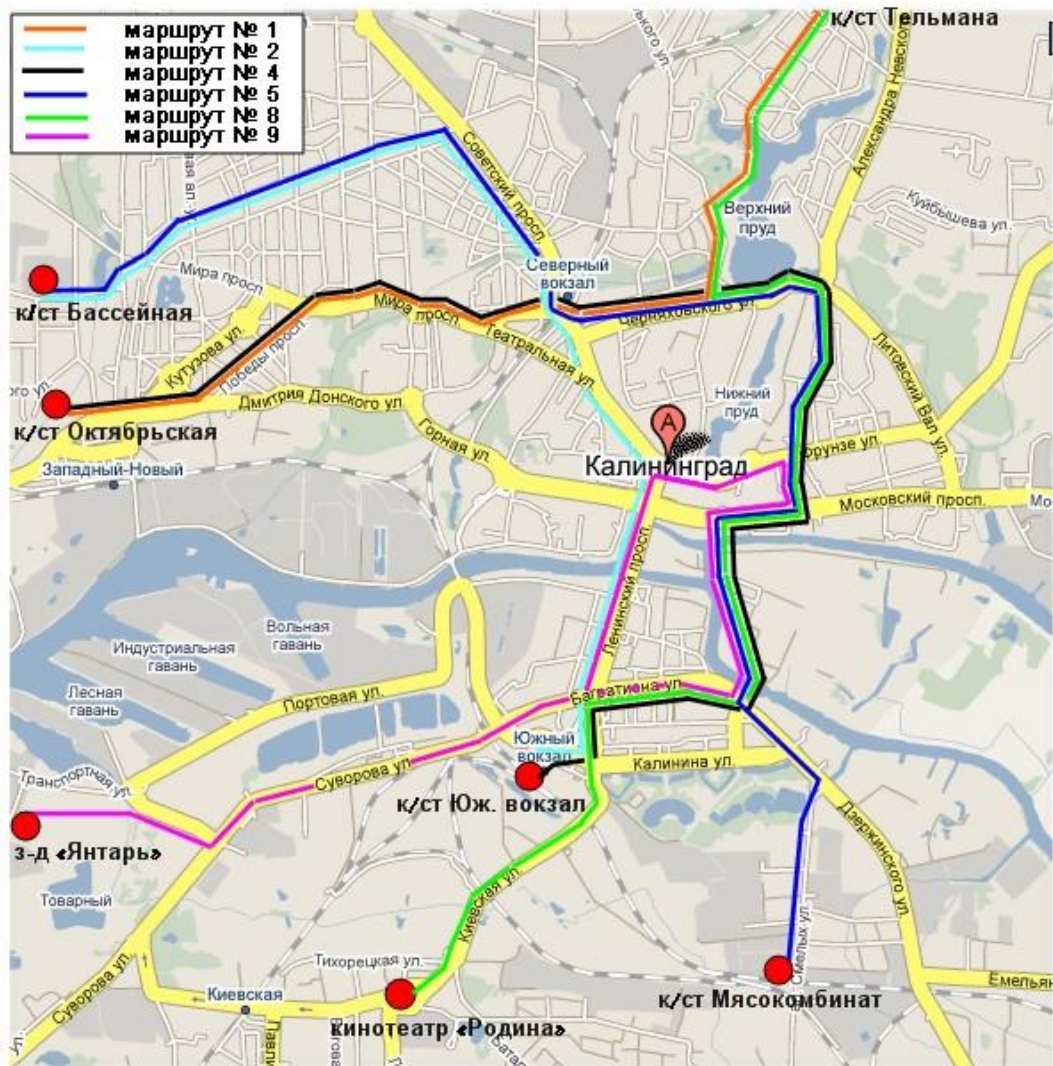 маршрут № 1
маршрут № 2
маршрут № 4
маршрут № 5
маршрут № 8
маршрут № 9
к/ст Тельмана
Александра Невского
Советский просп.
Куйбышева ул.
Верхний
пруд
Мира просп
Северный
вокзал
к/ст Бассейная
Мира просп
Черняховского ул.
Театральная ул.
Кутузова ул.
Победы просп.
Литовский Вал ул.
Дмитрия Донского ул.
Нижний
пруд
к/ст Октябрьская
Горная ул.
A
Фрунзе ул.
Западный-Новый
Калининград
Московский просп.
Мо
Ленинский просп.
Вольная
гавань
Индустриальная
гавань
Лесная
гавань
Портовая ул.
Багратиона ул
Южный
вокзал
Калинина ул.
Транспортная ул.
Суворова ул
к/ст Юж. вокзал
з-д «Янтарь»
Дзержинского ул.
Товарный
Киевская ул.
Смелых ул.
Тихорецкая ул.
Суворова ул.
Киевская
к/ст Мясокомбинат
Емельян
кинотеатр «Родина»